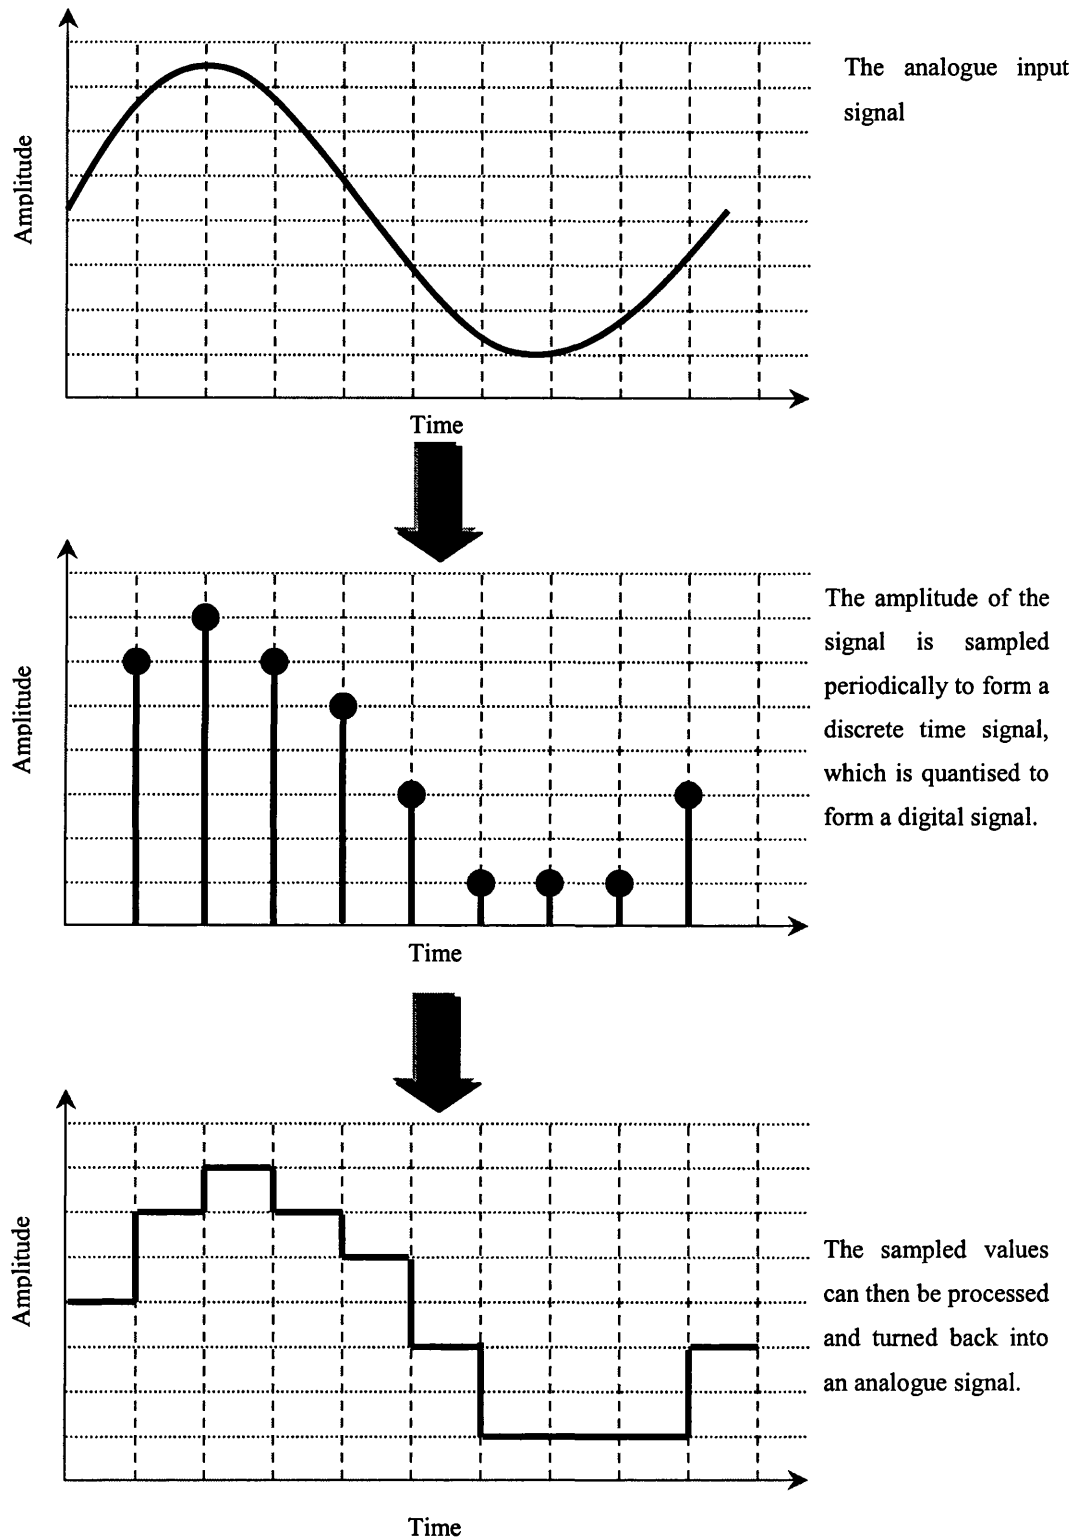 The analogue input
signal
Amplitude
Time
The amplitude of the
signal is sampled
periodically to form a
discrete time signal,
which is quantised to
form a digital signal.
Amplitude
Time
The sampled values
can then be processed
and turned back into
an analogue signal.
Amplitude
Time